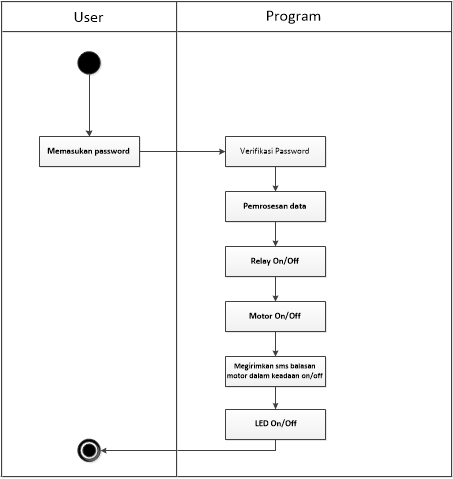 User
Program
Memasukan password
Verifikasi Password
Pemrosesan data
Relay On/Off
Motor On/Off
Megirimkan sms balasan
motor dalam keadaan on/off
LED On/Off